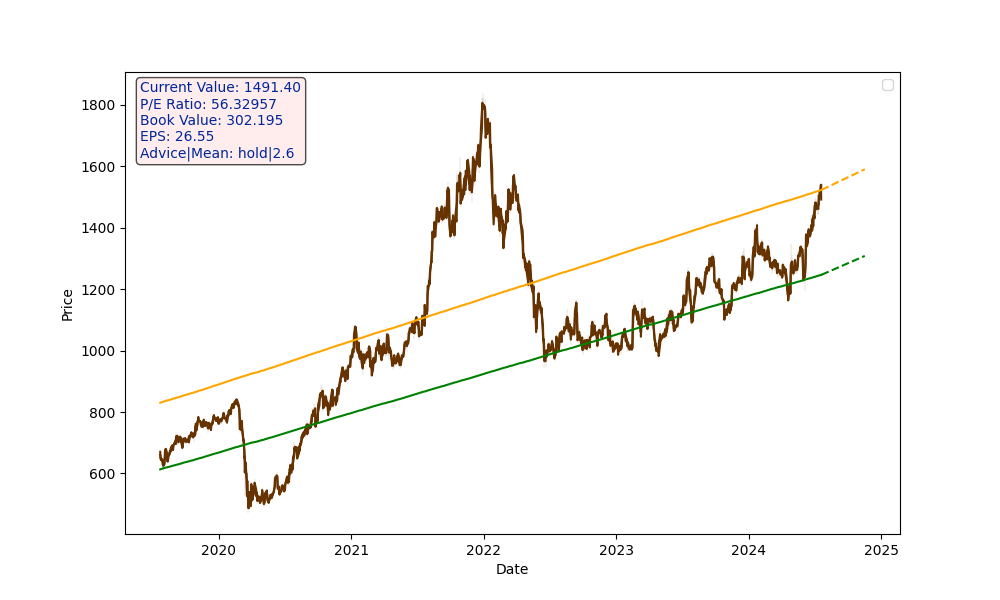 Current Value: 1491.40
P/E Ratio: 56.32957
Book Value: 302.195
EPS: 26.55
Advice|Mean: hold|2.6
Price
1800
1600
1400
1200
1000
800
600
2020 2021 2022 2023 2024 2025
Date